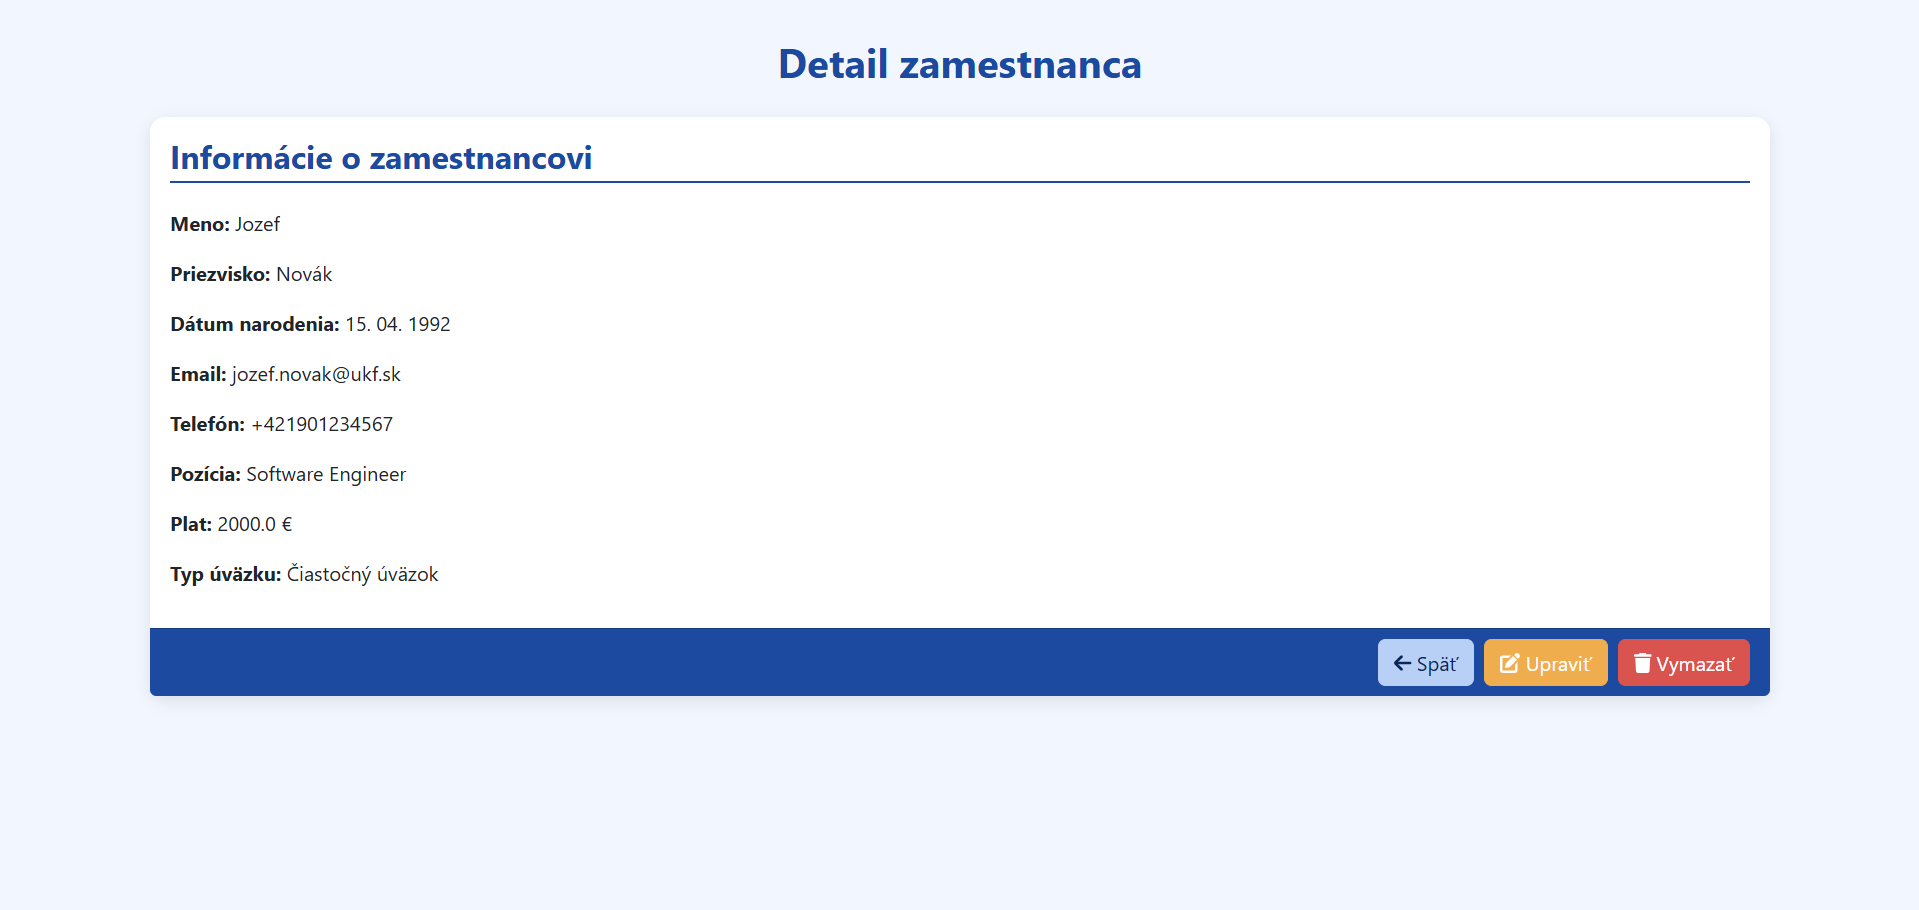 Detail zamestnanca
Informácie o zamestnancovi
Meno: Jozef
Priezvisko: Novák
Dátum narodenia: 15. 04. 1992
Email: jozef.novak@ukf.sk
Telefón: +421901234567
Pozícia: Software Engineer
Plat: 2000.0 €
Typ úväzku: Čiastočný úväzok
Späť Upraviť Vymazať